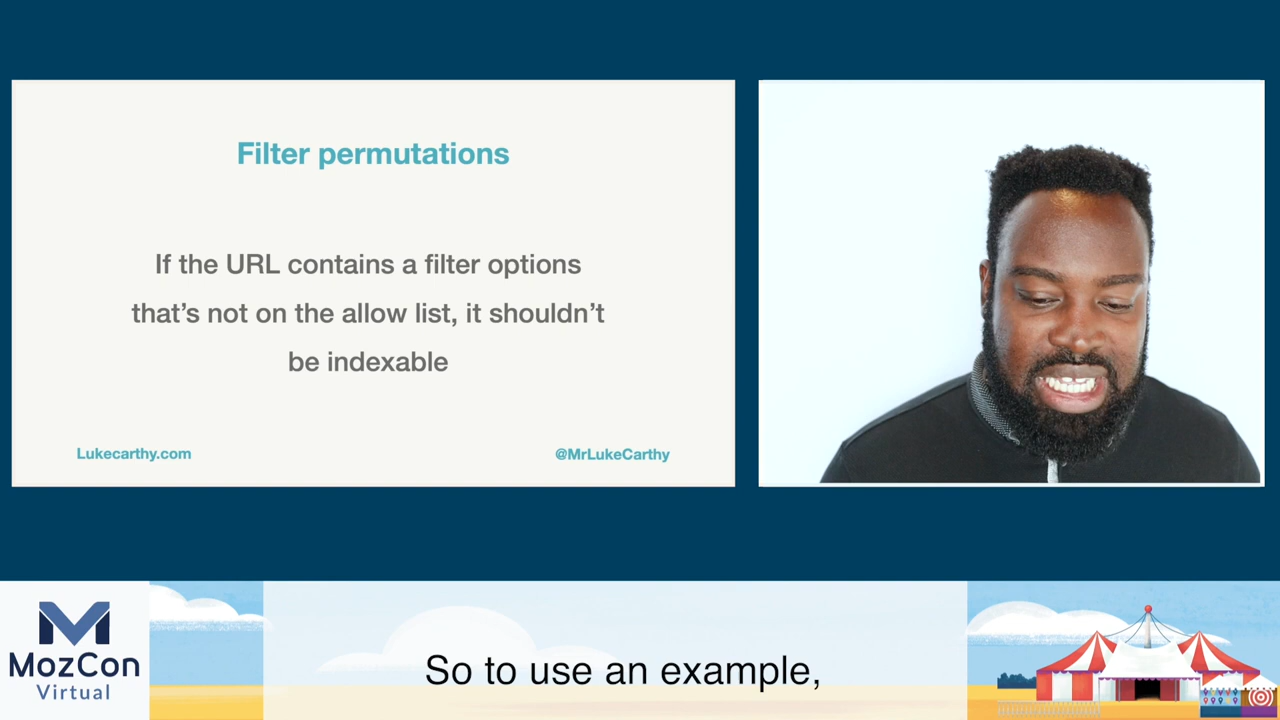 Filter permutations
If the URL contains a filter options
that's not on the allow list, it shouldn't
be indexable
Lukecarthy.com
@MrLukeCarthy
MozCon
Virtual
So to use an example,